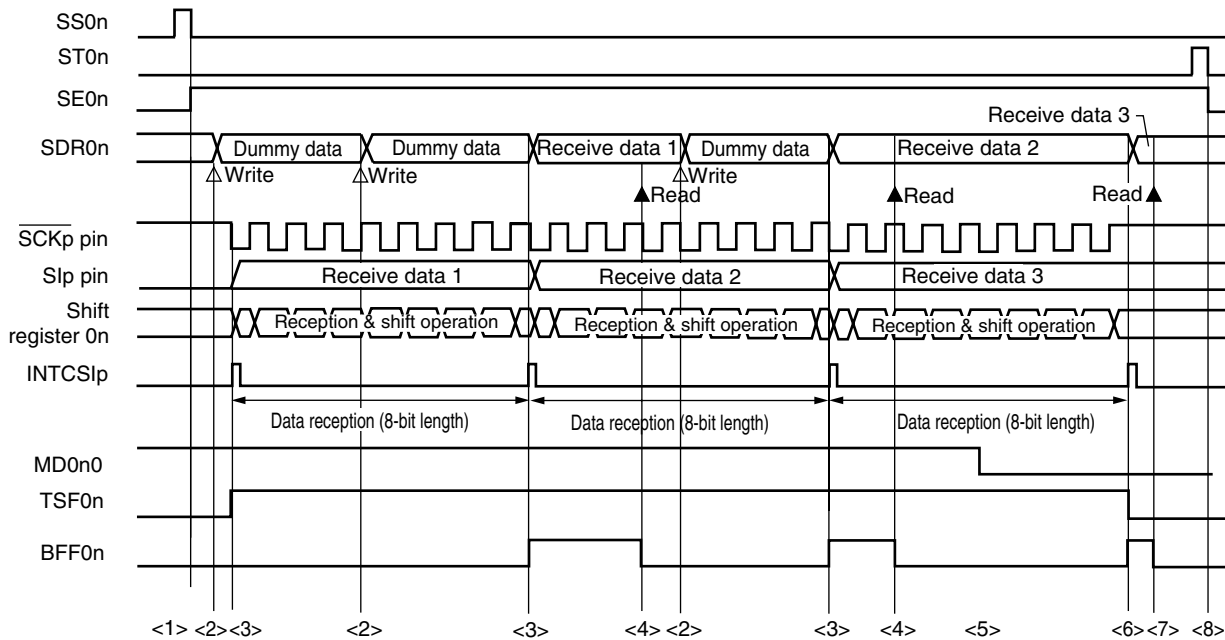 SS0n
ST0n
SE0n
Receive data 3
SDR0n
Dummy data
Dummy data
Receive data 1
Dummy data
Receive data 2
△Write
△Write
△Write
▲Read
▲Read
Read▲
SCKp pin
SIp pin
Receive data 1
Receive data 2
Receive data 3
Shift
register 0n
Reception & shift operation
Reception & shift operation
Reception & shift operation
INTCSIp
Data reception (8-bit length)
Data reception (8-bit length)
Data reception (8-bit length)
MD0n0
TSF0n
BFF0n
<1> <2> <3> <2> <3> <4> <2> <3> <4> <5> <6> <7> <8>